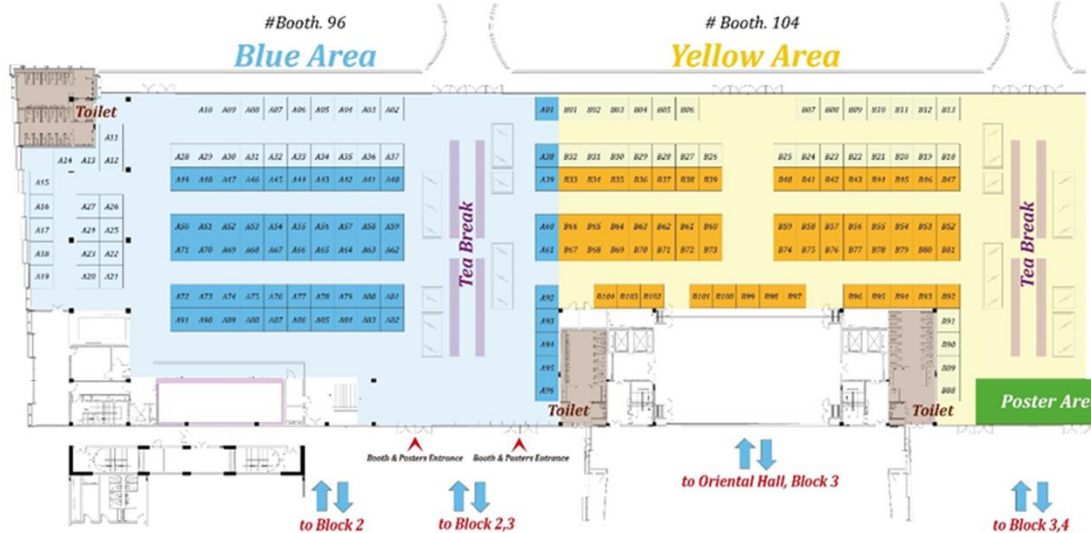 #Booth. 96
# Booth. 104
Blue Area
Yellow Area
Toilet
A10 A09 A08 A07 A06 A05 A04 A03 A02
A01 B01 B02 B03 B04 B05 B06
B07 B08 B09 B10 B11 B12 B13
A11
A14 A13 A12
A28 A29 A30 A31 A32 A33 A34 A35 A36 A37
A38 B32 B31 B30 B29 B28 B27 B26
B25 B24 B23 B22 B21 B20 B19 B18
A15
A49 A48 A47 A46 A45 A44 A43 A42 A41 A40
A39 B33 B34 B35 B36 B37 B38 B39
B40 B41 B42 B43 B44 B45 B46 B47
A16 A27 A26
A17 A24 A25
A50 A51 A52 A53 A54 A55 A56 A57 A58 A59
A60 B66 B65 B64 B62 B61 B60
B59 B58 B57 B56 B55 B54 B53 B52
A18 A23 A22
A71 A70 A69 A68 A67 A66 A65 A64 A63 A62
A61 B67 B68 B69 B70 B71 B72 B73
B74 B75 B76 B77 B78 B79 B80 B81
A19 A20 A21
Tea Break
Tea Break
A72 A73 A74 A75 A76 A77 A78 A79 A80 A81
A92 B104 B103 B102
B101 B100 B99 B98 B97
B96 B95 B94 B93 B92
A91 A90 A89 A88 A87 A86 A85 A84 A83 A82
A93
B91
A94
B90
A95
B89
A96
B88
Toilet
Toilet
Poster Are
Booth & Posters Entrance
Booth & Posters Entrance
to Oriental Hall, Block 3
to Block 2
to Block 2,3
to Block 3,4